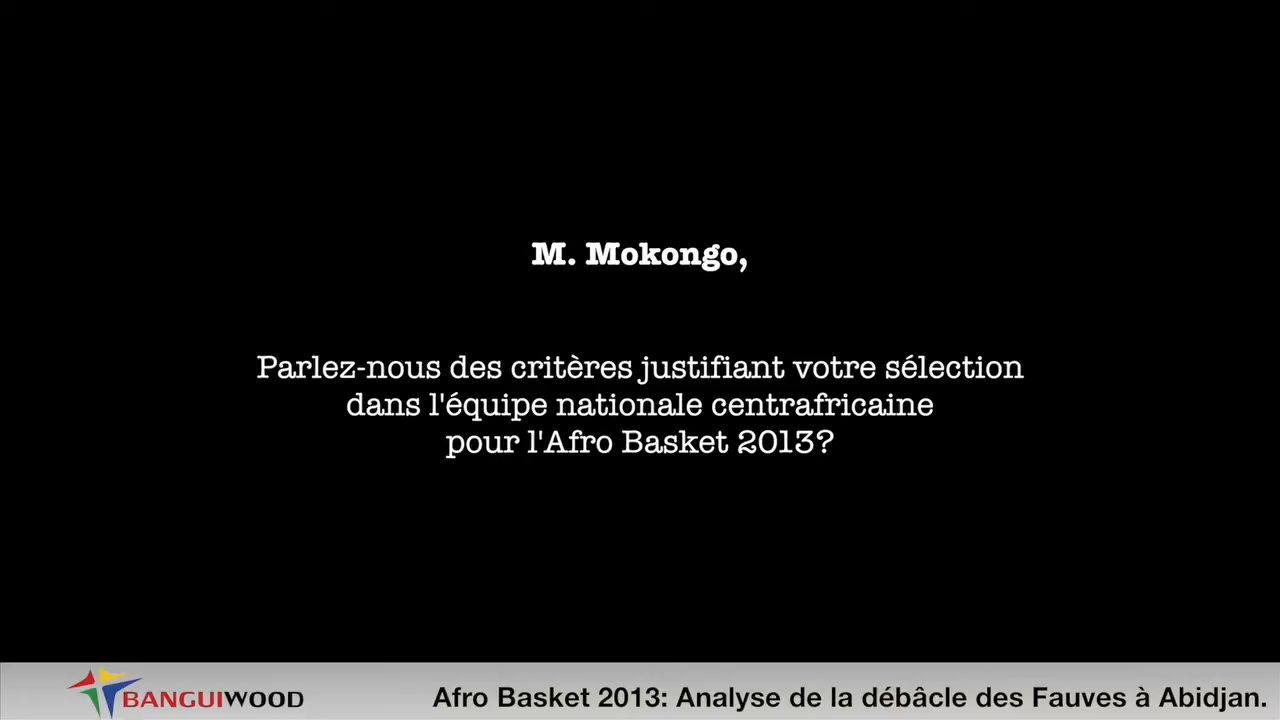 M. Mokongo,
Parlez-nous des critères justifiant votre sélection
dans l'équipe nationale centrafricaine
pour l'Afro Basket 2013?
BANGUIWOOD
Afro Basket 2013: Analyse de la débâcle des Fauves à Abidjan.